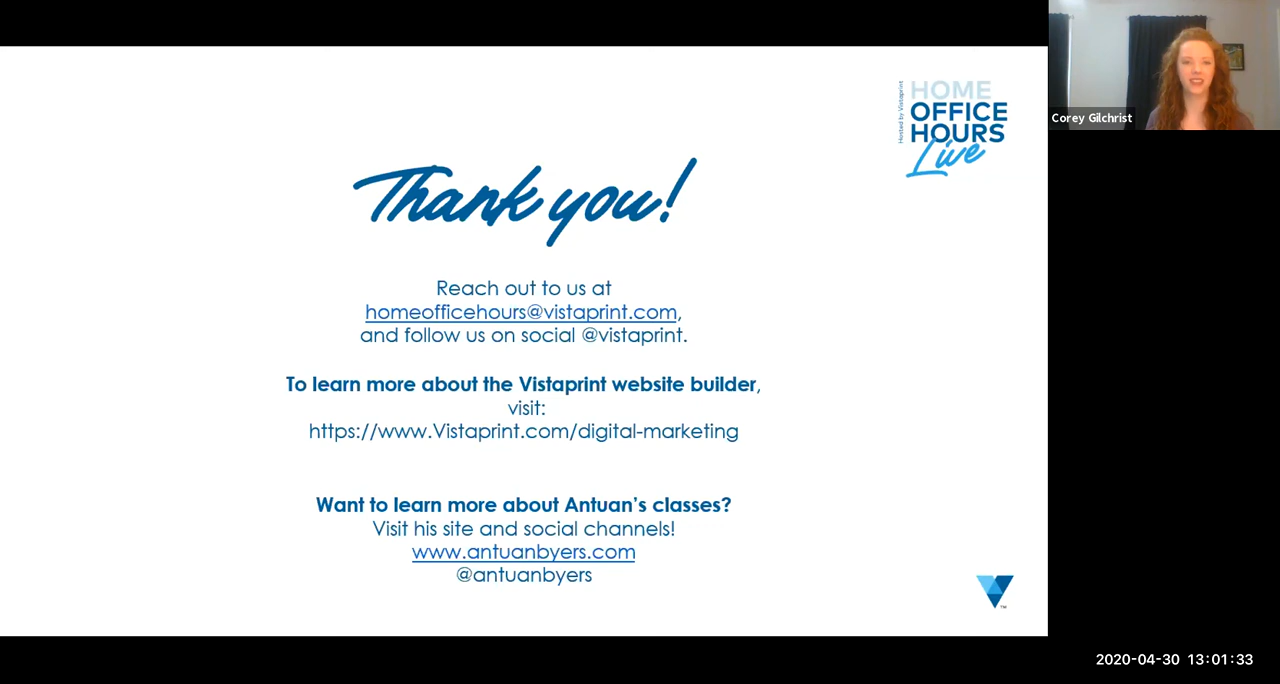 Hosted by Vistaprint
HOME
OFFICE
HOURS
Live
Corey Gilchrist
Thank you!
Reach out to us at
homeofficehours@vistaprint.com,
and follow us on social @vistaprint.
To learn more about the Vistaprint website builder,
visit:
https://www.Vistaprint.com/digital-marketing
Want to learn more about Antuan’s classes?
Visit his site and social channels!
www.antuanbyers.com
@antuanbyers
TM
2020-04-30 13:01:33